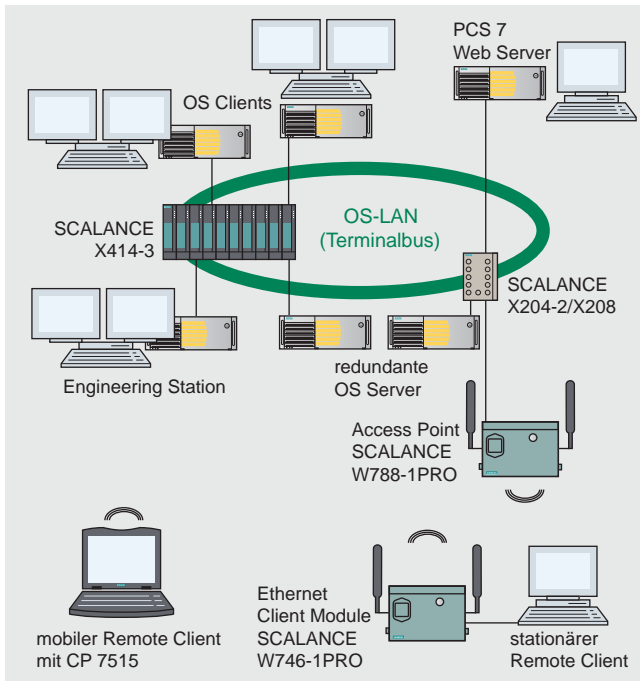 PCS 7
Web Server
OS Clients
SCALANCE
X414-3
OS-LAN
(Terminalbus)
SCALANCE
X204-2/X208
Engineering Station
redundante
OS Server
Access Point
SCALANCE
W788-1PRO
mobiler Remote Client
mit CP 7515
Ethernet
Client Module
SCALANCE
W746-1PRO
stationärer
Remote Client